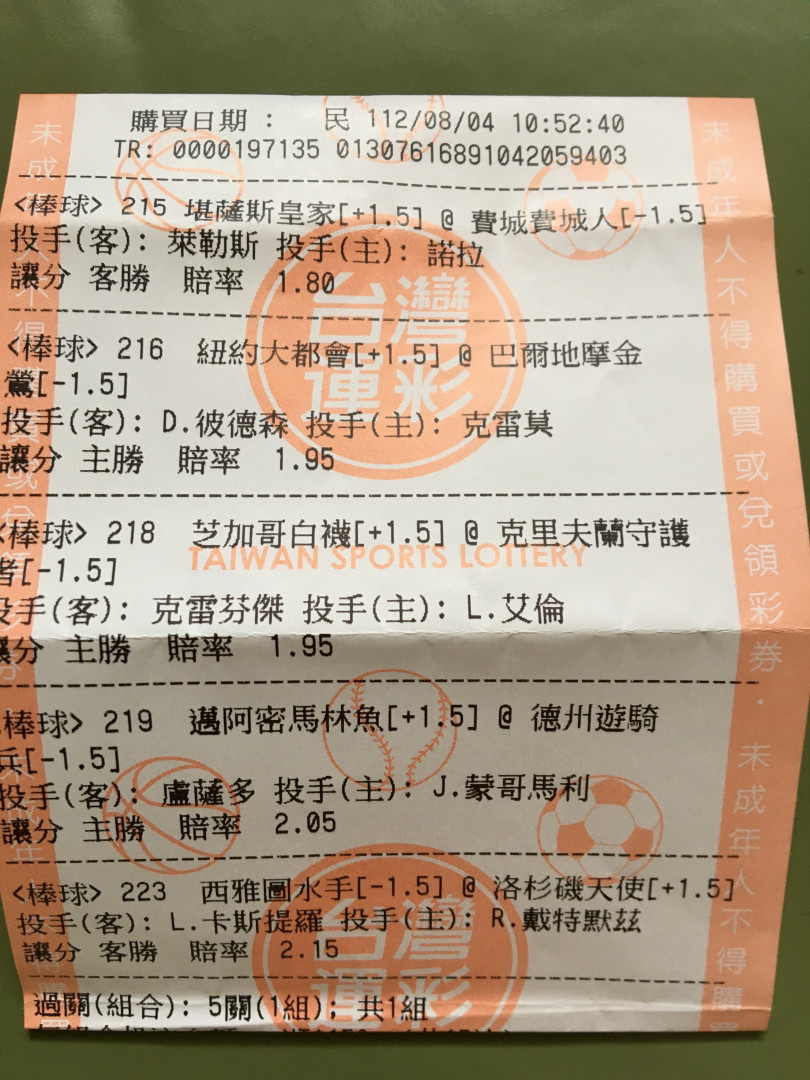 購買日期： 民 112/08/04 10:52:40
TR: 0000197135 01307616891042059403
<棒球> 215 堪薩斯皇家[+1.5] @ 費城費城人[-1.5]
投手(客): 萊勒斯 投手(主): 諾拉
讓分 客勝 賠率 1.80
<棒球> 216 紐約大都會[+1.5] @ 巴爾地摩金
鶯[-1.5]
投手(客): D.彼德森 投手(主): 克雷莫
讓分 主勝 賠率 1.95
<棒球> 218 芝加哥白襪[+1.5] @ 克里夫蘭守護
者[-1.5]
投手(客): 克雷芬傑 投手(主): L.艾倫
讓分 主勝 賠率 1.95
棒球> 219 邁阿密馬林魚[+1.5] @ 德州遊騎
兵[-1.5]
投手(客): 盧薩多 投手(主): J.蒙哥馬利
讓分 主勝 賠率 2.05
<棒球> 223 西雅圖水手[-1.5] @ 洛杉磯天使[+1.5]
投手(客): L.卡斯提羅 投手(主): R.戴特默茲
讓分 客勝 賠率 2.15
過關(組合): 5關(1組); 共1組
台灣
運彩
TAIWAN SPORTS LOTTERY
台灣
運彩
未成年人不得購買或兌領彩券．未成年人不得購買